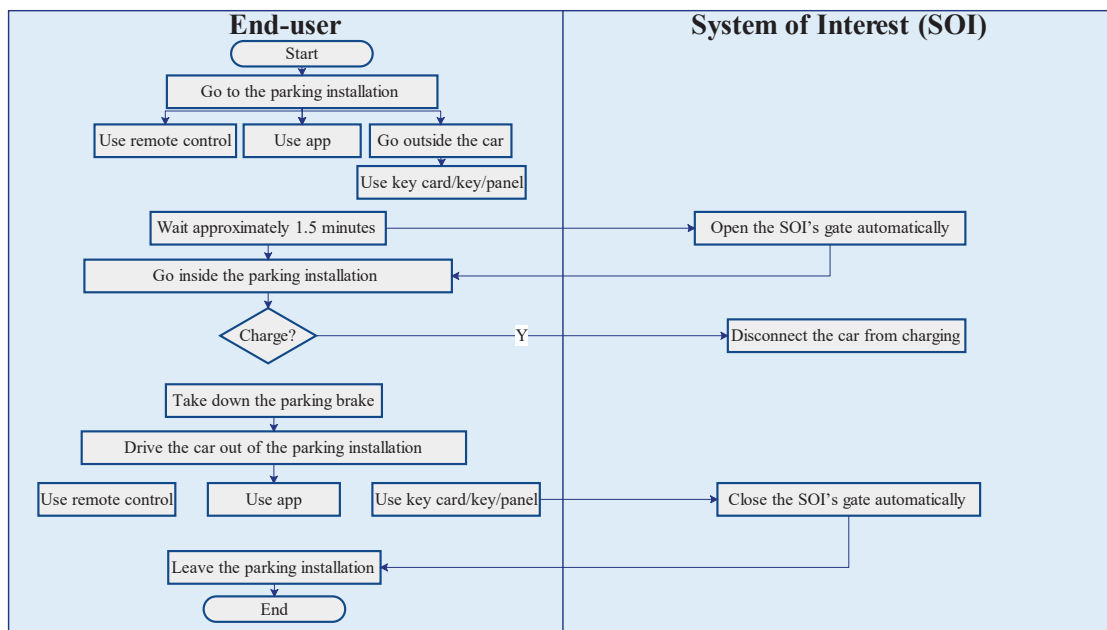 End-user
System of Interest (SOI)
Start
Go to the parking installation
Use remote control
Use app
Go outside the car
Use key card/key/panel
Wait approximately 1.5 minutes
Open the SOI's gate automatically
Go inside the parking installation
Charge?
Y
Disconnect the car from charging
Take down the parking brake
Drive the car out of the parking installation
Use remote control
Use app
Use key card/key/panel
Close the SOI's gate automatically
Leave the parking installation
End